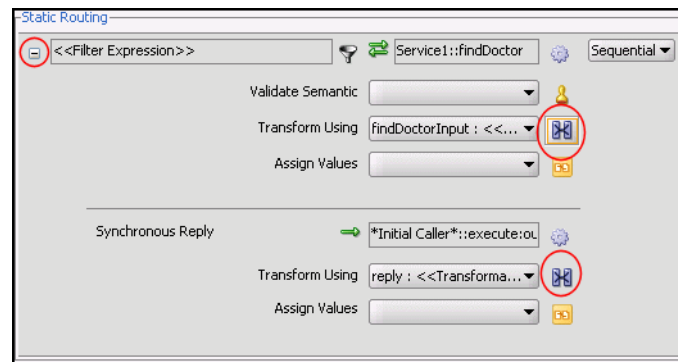 Static Routing
<<Filter Expression>> Service1::findDoctor Sequential
Validate Semantic
Transform Using findDoctorInput : <<...
Assign Values
Synchronous Reply *Initial Caller*::execute:ou
Transform Using reply : <<Transforma...
Assign Values